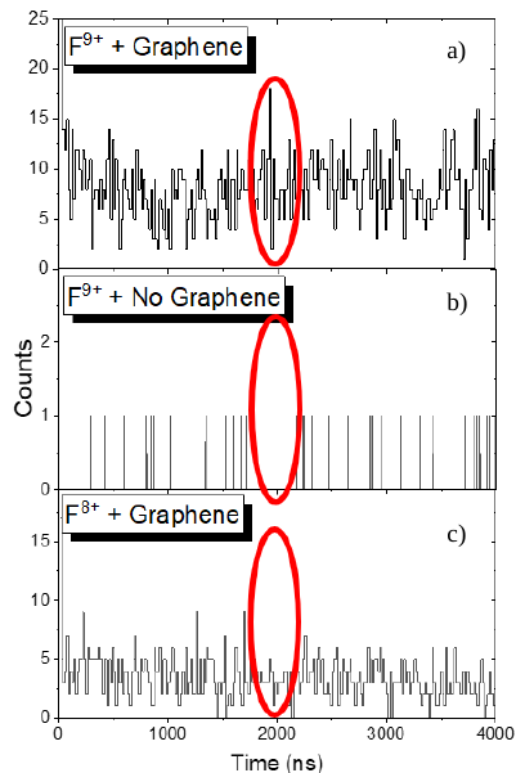 F9+ + Graphene
a)
25
20
15
10
5
0
F9+ + No Graphene
b)
2
1
0
Counts
F8+ + Graphene
c)
15
10
5
0
0 1000 2000 3000 4000
Time (ns)